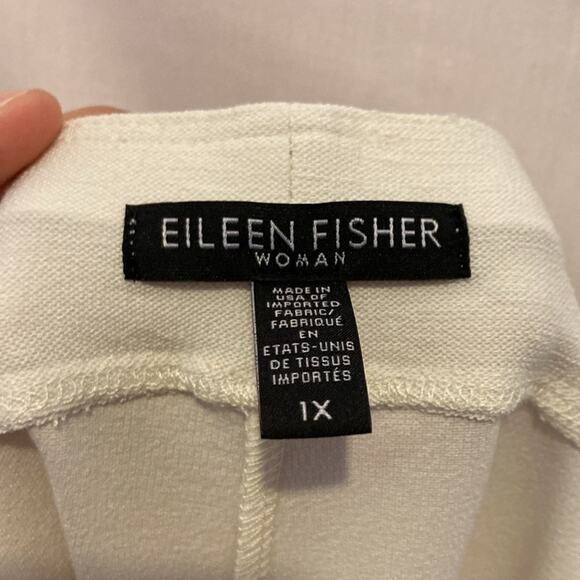 EILEEN FISHER
WOMAN
MADE IN
USA OF
IMPORTED
FABRIC/
FABRIQUÉ
EN
ETATS-UNIS
DE TISSUS
IMPORTÉS
1X